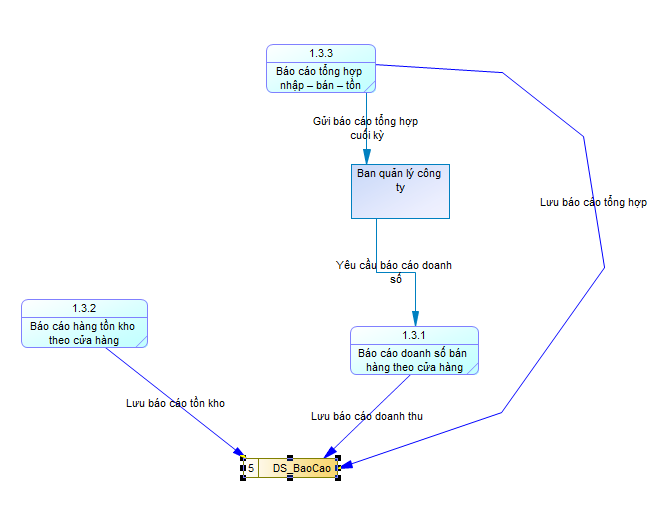 1.3.3
Báo cáo tổng hợp
nhập – bán – tồn
Gửi báo cáo tổng hợp
cuối kỳ
Ban quản lý công
ty
Lưu báo cáo tổng hợp
Yêu cầu báo cáo doanh
số
1.3.2
Báo cáo hàng tồn kho
theo cửa hàng
1.3.1
Báo cáo doanh số bán
hàng theo cửa hàng
Lưu báo cáo tồn kho
Lưu báo cáo doanh thu
5 DS_BaoCao